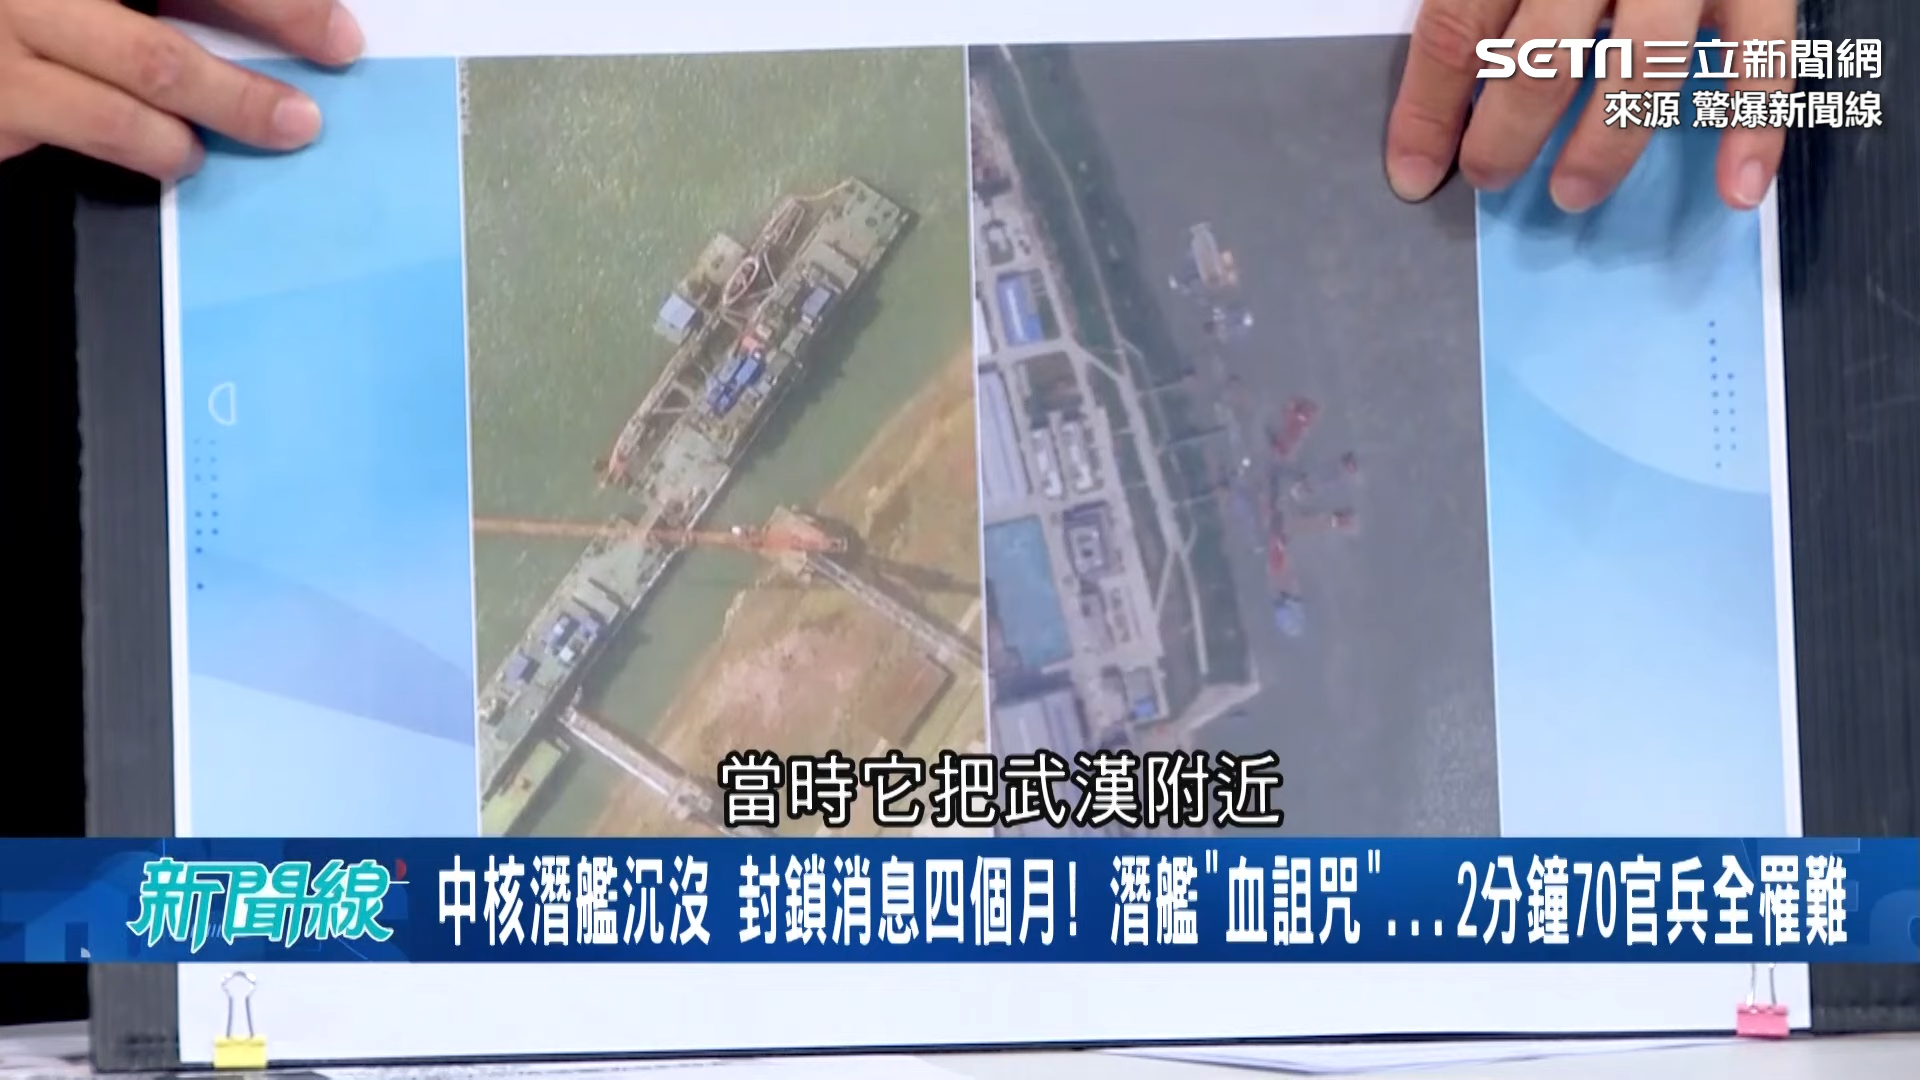 SETN三立新聞網
來源 驚爆新聞線
當時它把武漢附近
新聞線
中核潛艦沉沒 封鎖消息四個月! 潛艦"血詛咒"...2分鐘70官兵全罹難